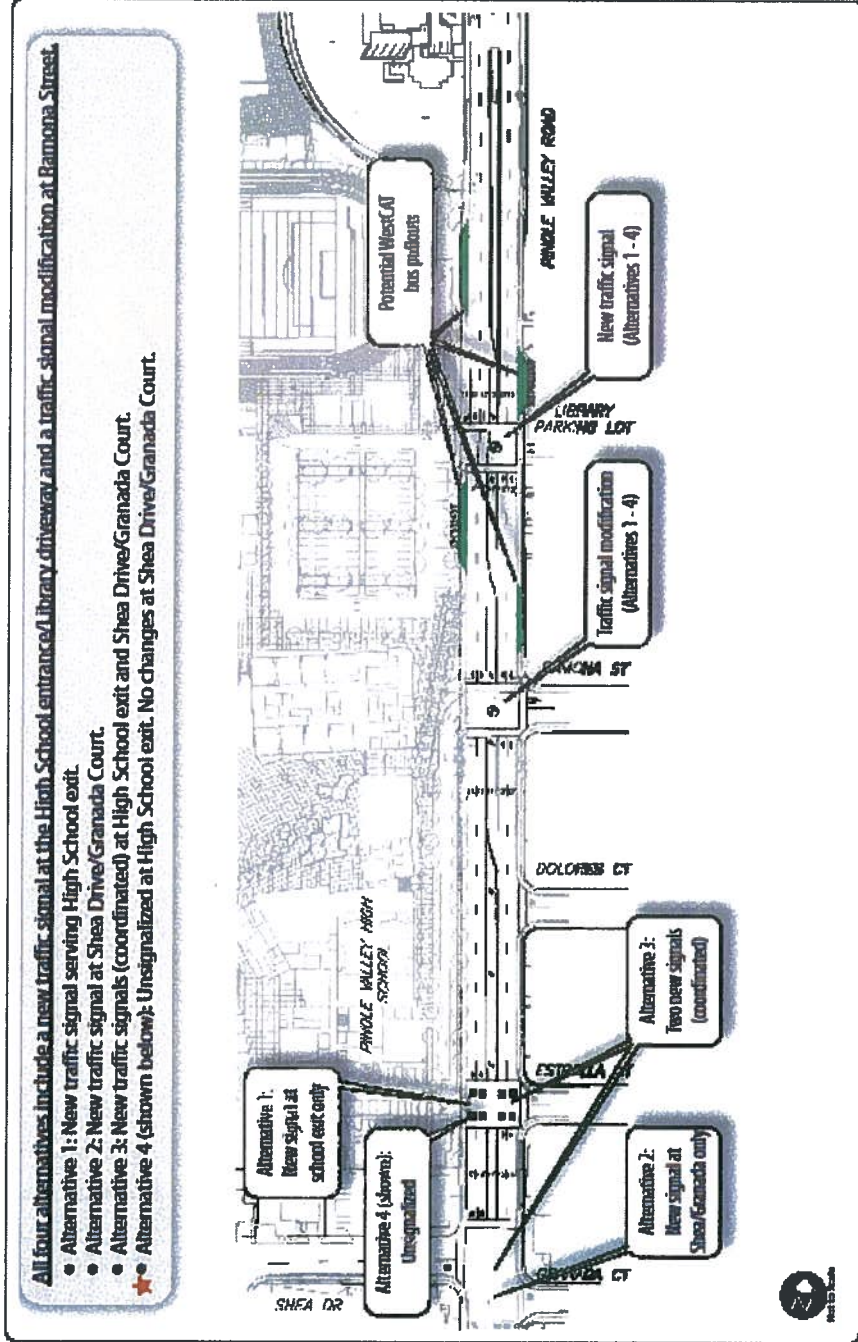 All four alternatives include a new traffic signal at the High School entrance/Library driveway and a traffic signal modification at Ramona Street.
• Alternative 1: New traffic signal serving High School exit.
• Alternative 2: New traffic signal at Shea Drive/Granada Court.
• Alternative 3: New traffic signals (coordinated) at High School exit and Shea Drive/Granada Court.
• Alternative 4 (shown below): Unsignalized at High School exit. No changes at Shea Drive/Granada Court.
SHEA DR
Alternative 1:
New signal at
school exit only
Alternative 4 (shown):
Unsignalized
PINOLE VALLEY HIGH
SCHOOL
Potential WestCAT
bus pullouts
PINOLE VALLEY ROAD
GRANADA CT
ESTRELLA CT
DOLORES CT
RAMONA ST
LIBRARY
PARKING LOT
Alternative 2:
New signal at
Shea/Granada only
Alternative 3:
Two new signals
(coordinated)
Traffic signal modification
(Alternatives 1 - 4)
New traffic signal
(Alternatives 1 - 4)
Not to Scale